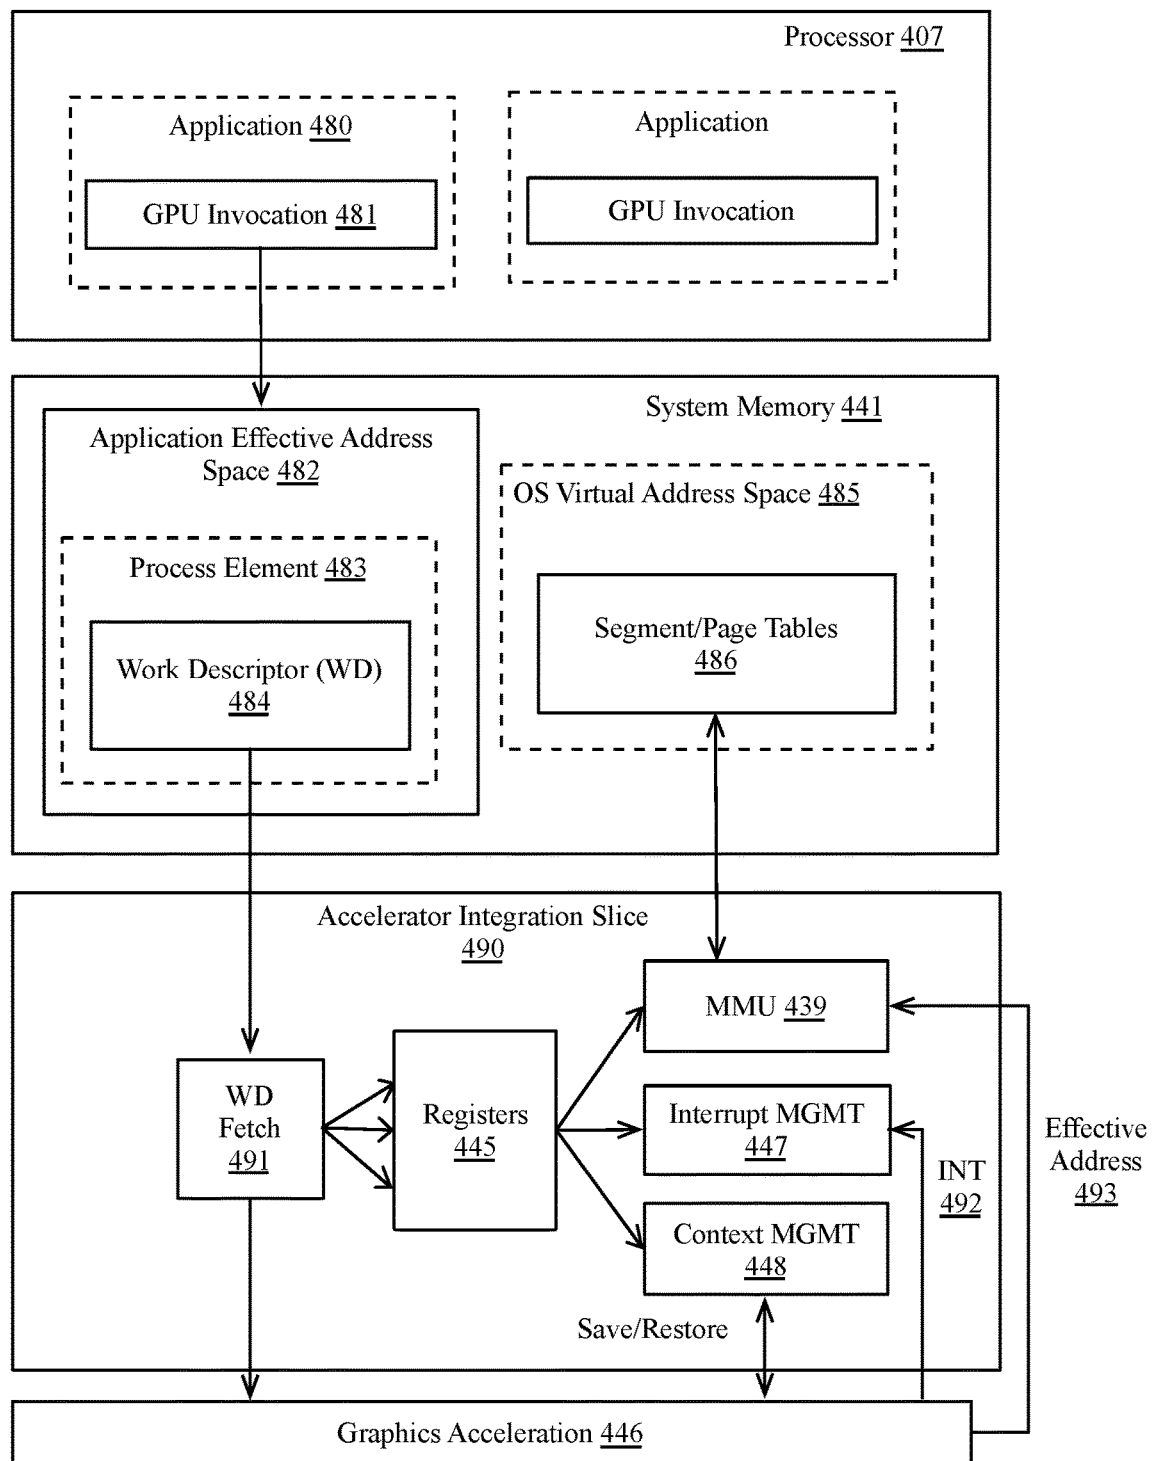 Processor 407
Application 480
GPU Invocation 481
Application
GPU Invocation
System Memory 441
Application Effective Address
Space 482
Process Element 483
Work Descriptor (WD)
484
OS Virtual Address Space 485
Segment/Page Tables
486
Accelerator Integration Slice
490
WD
Fetch
491
Registers
445
MMU 439
Interrupt MGMT
447
Context MGMT
448
Save/Restore
INT
492
Effective
Address
493
Graphics Acceleration 446